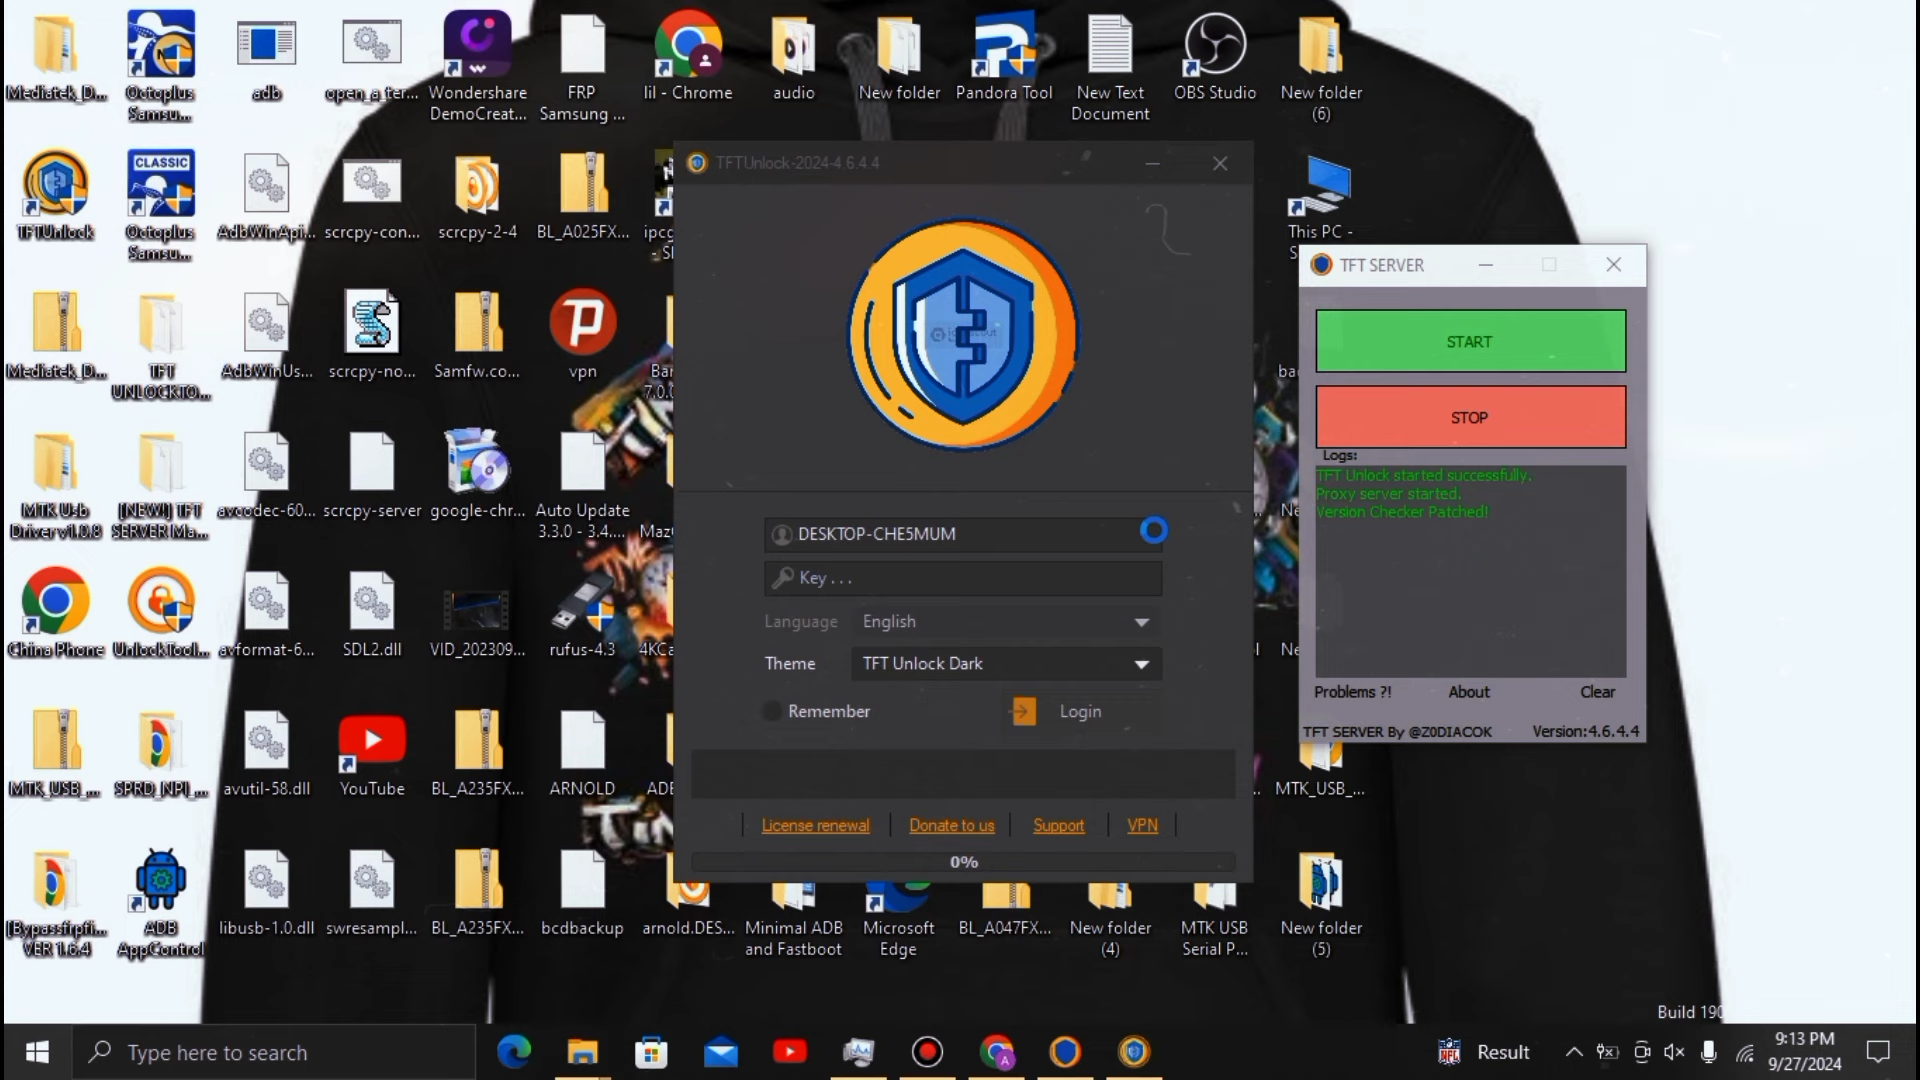 Mediatek_D...
Octoplus
Samsu...
adb
open_a_ter...
Wondershare
DemoCreat...
FRP
Samsung ...
lil - Chrome
audio
New folder
Pandora Tool
New Text
Document
OBS Studio
New folder
(6)
TFTUnlock
CLASSIC
Octoplus
Samsu...
AdbWinApi...
scrcpy-con...
scrcpy-2-4
BL_A025FX...
ipcg
This PC -
Mediatek_D...
TFT
UNLOCKTO...
AdbWinUs...
scrcpy-no...
Samfw.co...
vpn
Bar
7.0.0
MTK Usb
Driver v1.0.8
[NEW!] TFT
SERVER Ma...
avcodec-60...
scrcpy-server
google-chr...
Auto Update
3.3.0 - 3.4....
China Phone
UnlockTool...
avformat-6...
SDL2.dll
VID_202309...
rufus-4.3
4KCa
MTK_USB_...
SPRD_NPI_...
avutil-58.dll
YouTube
BL_A235FX...
ARNOLD
MTK_USB_...
[Bypassfrpfi...
VER 1.6.4
ADB
AppControl
libusb-1.0.dll
swresampl...
BL_A235FX...
bcdbackup
arnold.DES...
Minimal ADB
and Fastboot
Microsoft
Edge
BL_A047FX...
New folder
(4)
MTK USB
Serial P...
New folder
(5)
TFTUnlock-2024-4.6.4.4
DESKTOP-CHE5MUM
Key . . .
Language English
Theme TFT Unlock Dark
Remember Login
License renewal Donate to us Support VPN
0%
TFT SERVER
START
STOP
Logs:
TFT Unlock started successfully.
Proxy server started.
Version Checker Patched!
Problems ?! About Clear
TFT SERVER By @Z0DIACOK Version:4.6.4.4
Build 190
Type here to search
Result
9:13 PM
9/27/2024